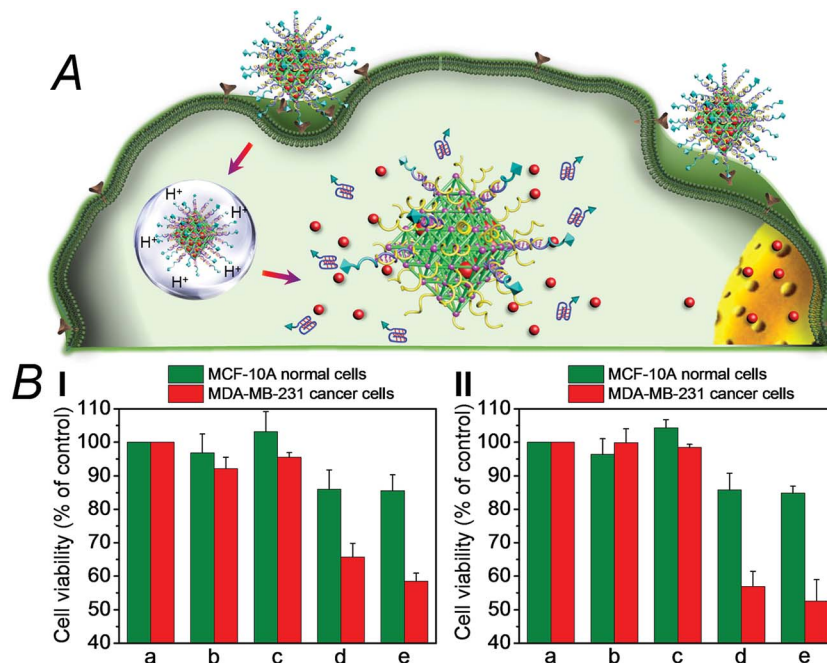 A
H+
H+
H+
H+
H+
B
I
MCF-10A normal cells
MDA-MB-231 cancer cells
Cell viability (% of control)
110
100
90
80
70
60
50
40
a b c d e
II
MCF-10A normal cells
MDA-MB-231 cancer cells
Cell viability (% of control)
110
100
90
80
70
60
50
40
a b c d e